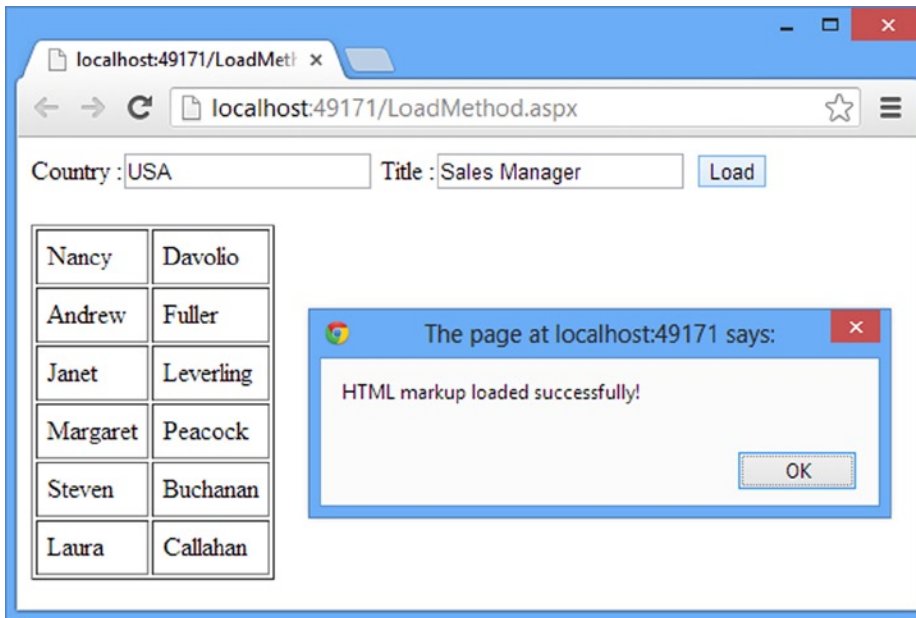 localhost:49171/LoadMeth
localhost:49171/LoadMethod.aspx
Country : USA Title : Sales Manager Load
Nancy Davolio
Andrew Fuller
Janet Leverling
Margaret Peacock
Steven Buchanan
Laura Callahan
The page at localhost:49171 says:
HTML markup loaded successfully!
OK